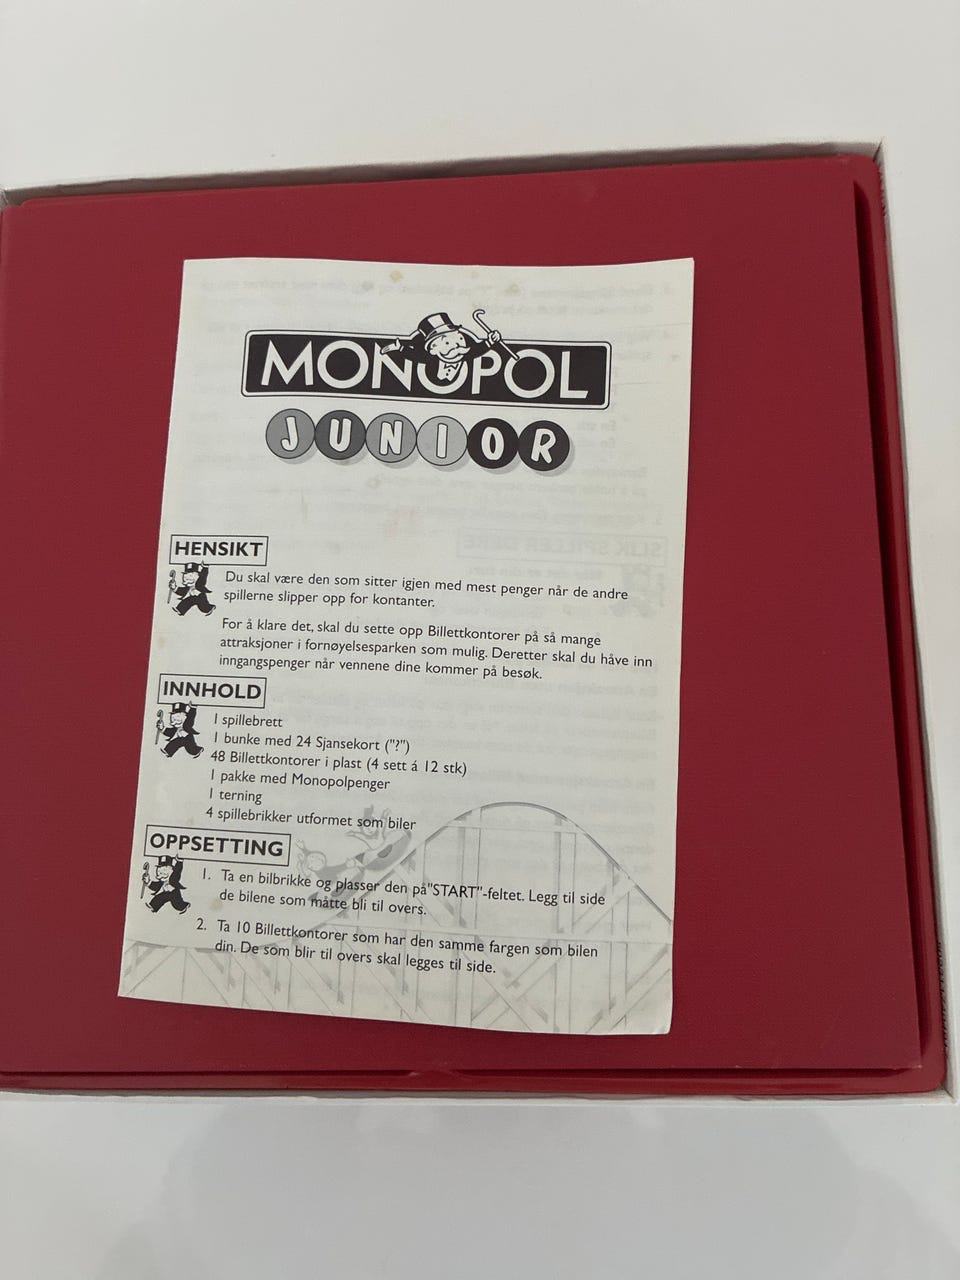 MONOPOL
JUNIOR
HENSIKT
Du skal være den som sitter igjen med mest penger når de andre
spillerne slipper opp for kontanter.
For å klare det, skal du sette opp Billettkontorer på så mange
attraksjoner i fornøyelsesparken som mulig. Deretter skal du håve inn
inngangspenger når vennene dine kommer på besøk.
INNHOLD
1 spillebrett
1 bunke med 24 Sjansekort ("?")
48 Billettkontorer i plast (4 sett á 12 stk)
1 pakke med Monopolpenger
1 terning
4 spillebrikker utformet som biler
OPPSETTING
1. Ta en bilbrikke og plasser den på"START"-feltet. Legg til side
de bilene som måtte bli til overs.
2. Ta 10 Billettkontorer som har den samme fargen som bilen
din. De som blir til overs skal legges til side.
SLIK SPILLER DERE